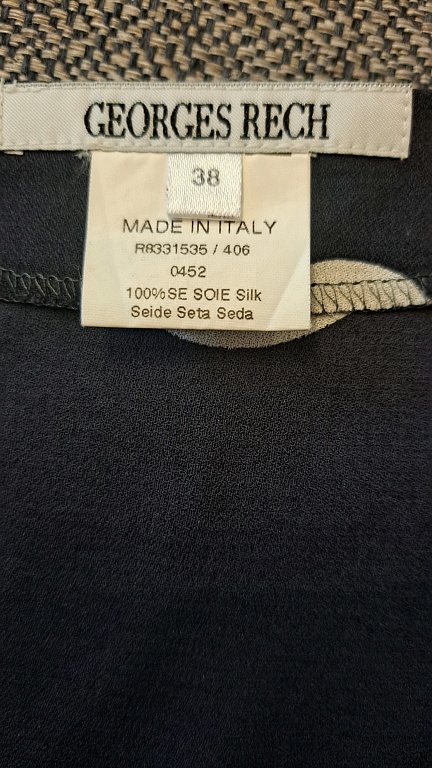 GEORGES RECH
38
MADE IN ITALY
R8331535 / 406
0452
100%SE SOIE Silk
Seide Seta Seda